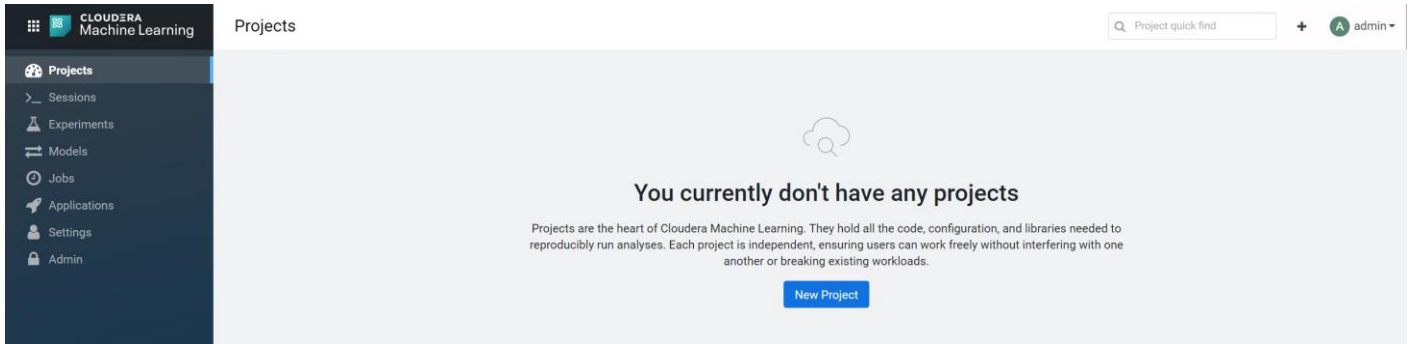 CLOUDERA
Machine Learning
Projects
Project quick find
A admin
Projects
Sessions
Experiments
Models
Jobs
Applications
Settings
Admin
You currently don't have any projects
Projects are the heart of Cloudera Machine Learning. They hold all the code, configuration, and libraries needed to
reproducibly run analyses. Each project is independent, ensuring users can work freely without interfering with one
another or breaking existing workloads.
New Project